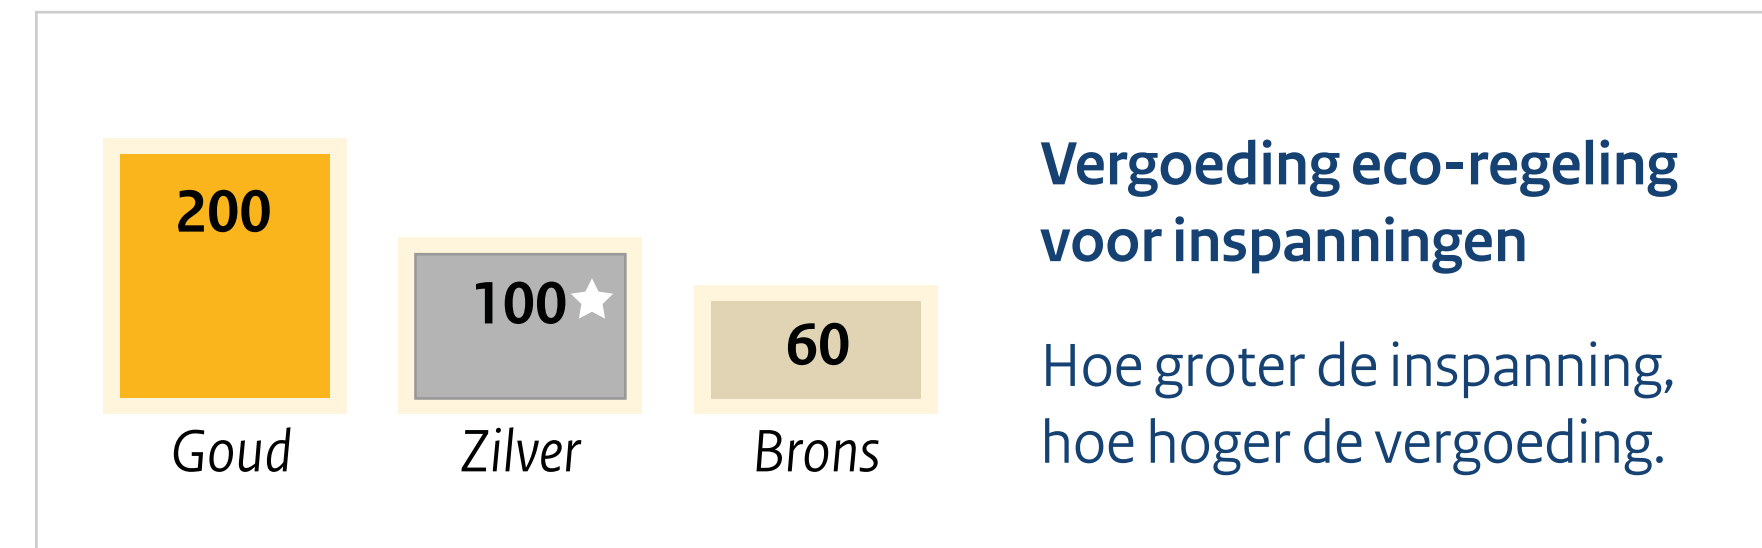 200
100
60
Goud
Zilver
Brons
Vergoeding eco-regeling
voor inspanningen
Hoe groter de inspanning,
hoe hoger de vergoeding.